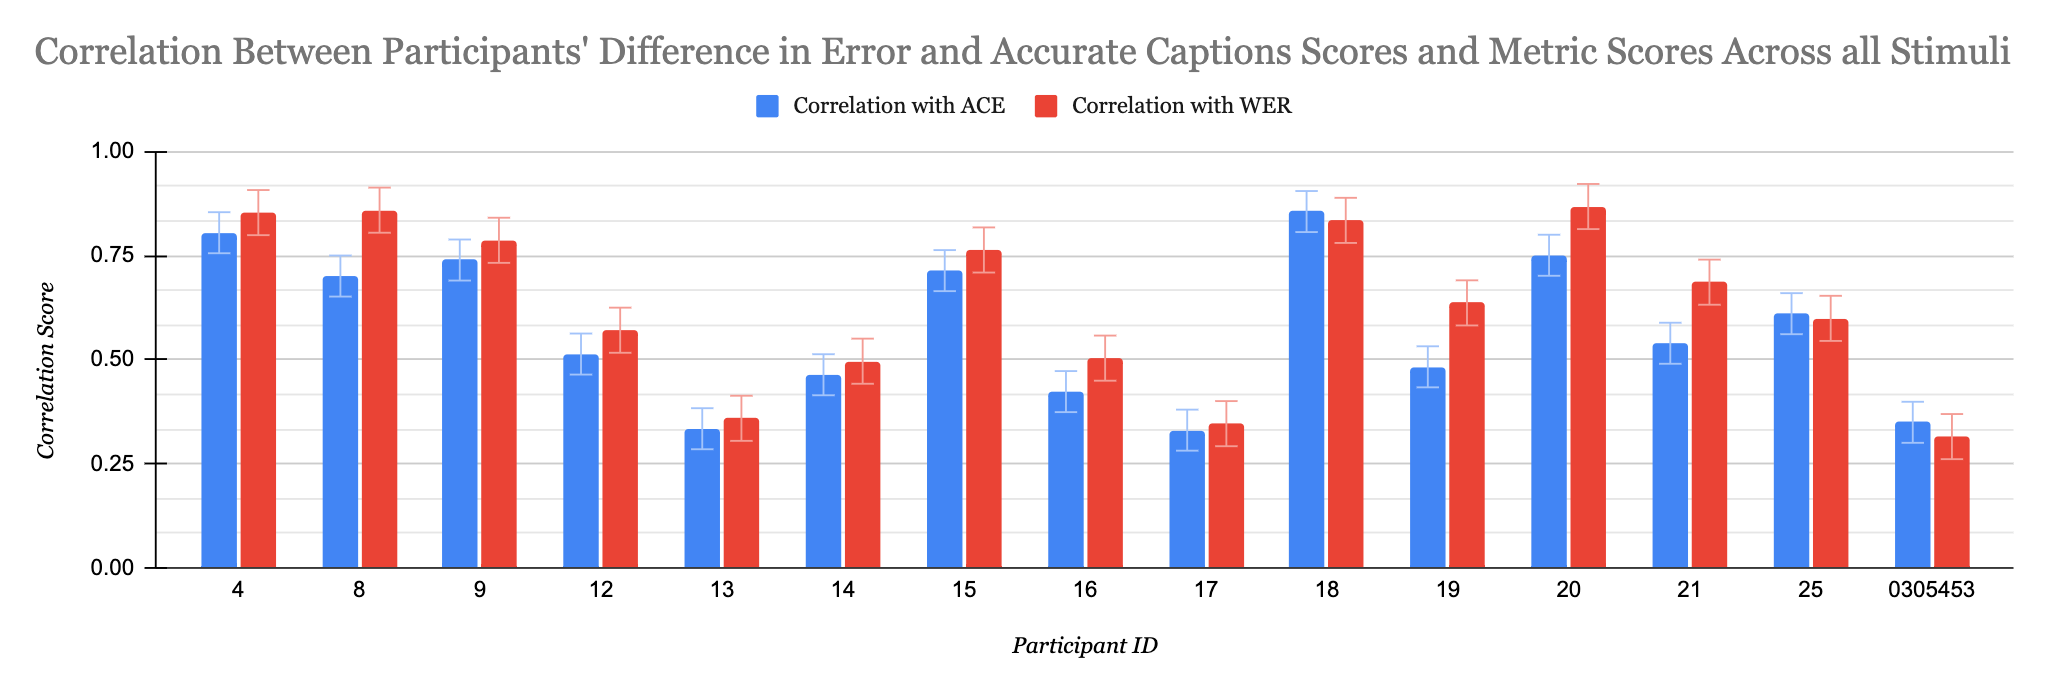 Correlation Between Participants' Difference in Error and Accurate Captions Scores and Metric Scores Across all Stimuli
Correlation with ACE Correlation with WER
1.00
0.75
0.50
0.25
0.00
Correlation Score
4 8 9 12 13 14 15 16 17 18 19 20 21 25 0305453
Participant ID